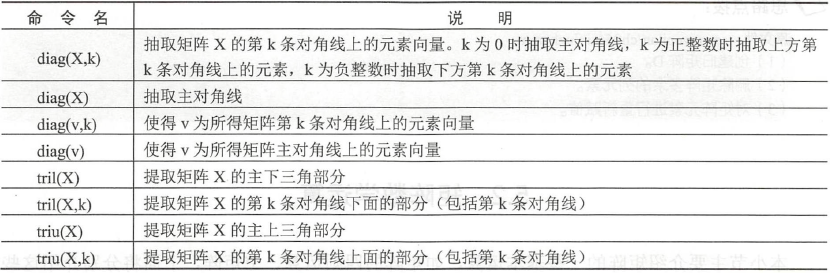 命 令 名 说 明
diag(X,k) 抽取矩阵 X 的第 k 条对角线上的元素向量。k 为 0 时抽取主对角线，k 为正整数时抽取上方第
k 条对角线上的元素，k 为负整数时抽取下方第 k 条对角线上的元素
diag(X) 抽取主对角线
diag(v,k) 使得 v 为所得矩阵第 k 条对角线上的元素向量
diag(v) 使得 v 为所得矩阵主对角线上的元素向量
tril(X) 提取矩阵 X 的主下三角部分
tril(X,k) 提取矩阵 X 的第 k 条对角线下面的部分（包括第 k 条对角线）
triu(X) 提取矩阵 X 的主上三角部分
triu(X,k) 提取矩阵 X 的第 k 条对角线上面的部分（包括第 k 条对角线）